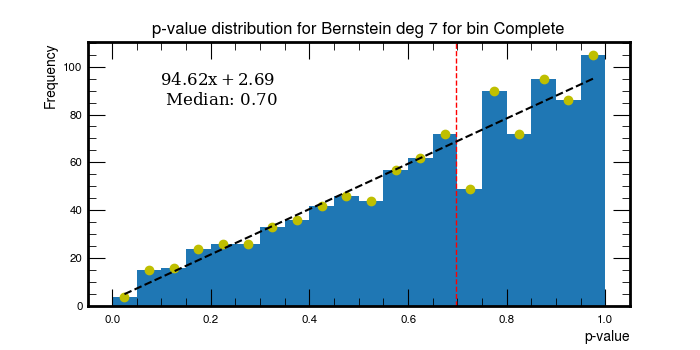 p-value distribution for Bernstein deg 7 for bin Complete
Frequency
100
80
60
40
20
0
94.62x + 2.69
Median: 0.70
0.0 0.2 0.4 0.6 0.8 1.0
p-value